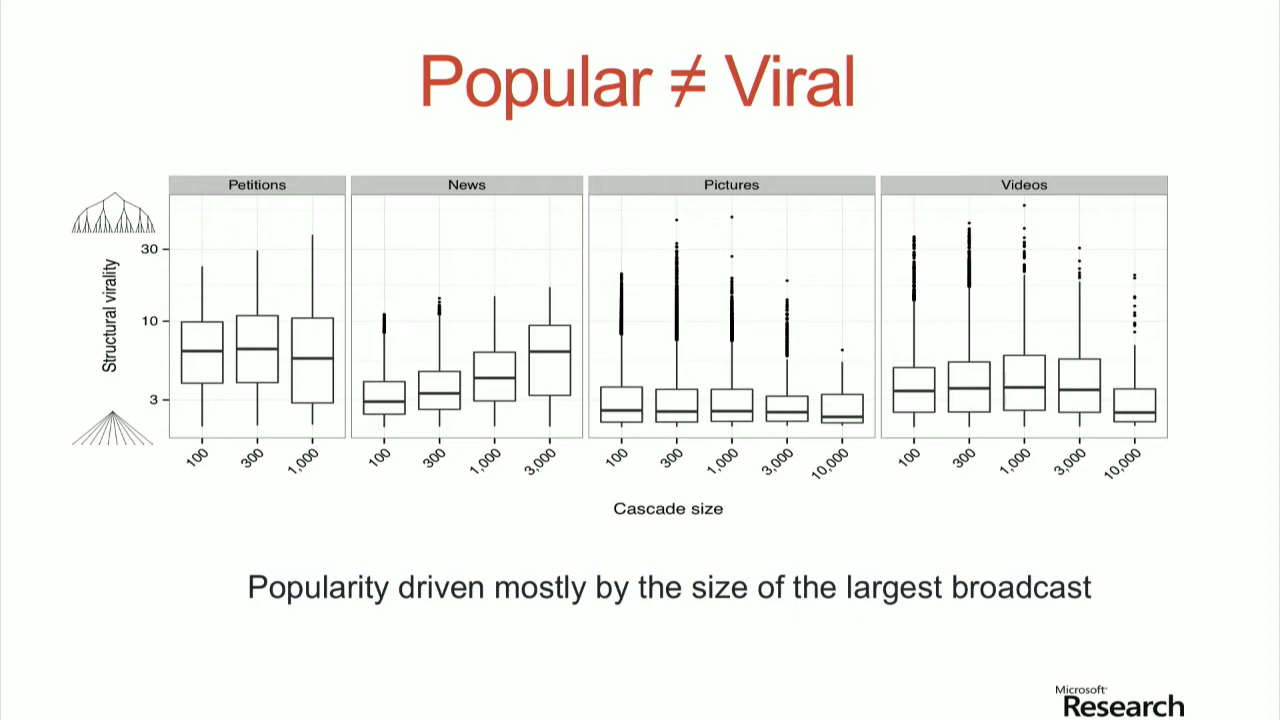 Popular ≠ Viral
Petitions
News
Pictures
Videos
Structural virality
30
10
3
100 300 1,000
100 300 1,000 3,000
100 300 1,000 3,000 10,000
100 300 1,000 3,000 10,000
Cascade size
Popularity driven mostly by the size of the largest broadcast
Microsoft
Research